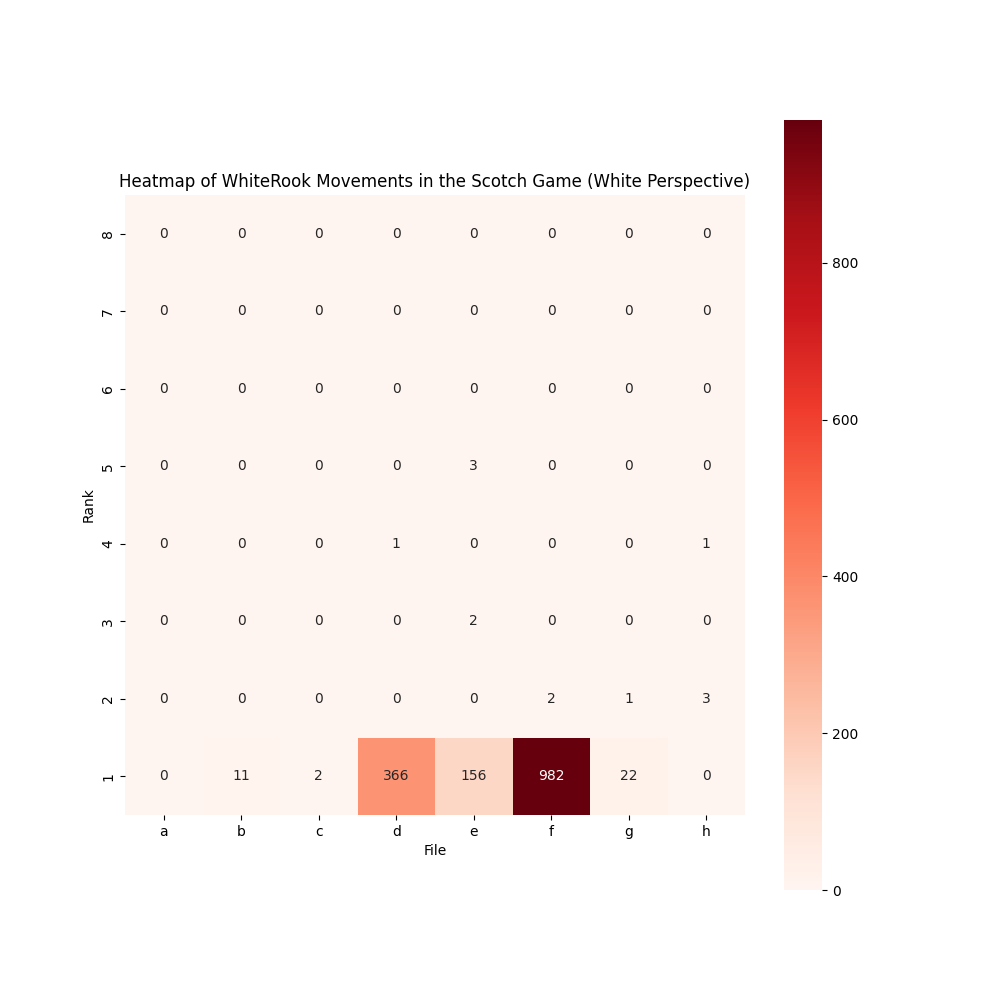 Heatmap of WhiteRook Movements in the Scotch Game (White Perspective)
8 0 0 0 0 0 0 0 0
7 0 0 0 0 0 0 0 0
6 0 0 0 0 0 0 0 0
5 0 0 0 0 3 0 0 0
Rank
4 0 0 0 1 0 0 0 1
3 0 0 0 0 2 0 0 0
2 0 0 0 0 0 2 1 3
1 0 11 2 366 156 982 22 0
a b c d e f g h
File
800
600
400
200
0